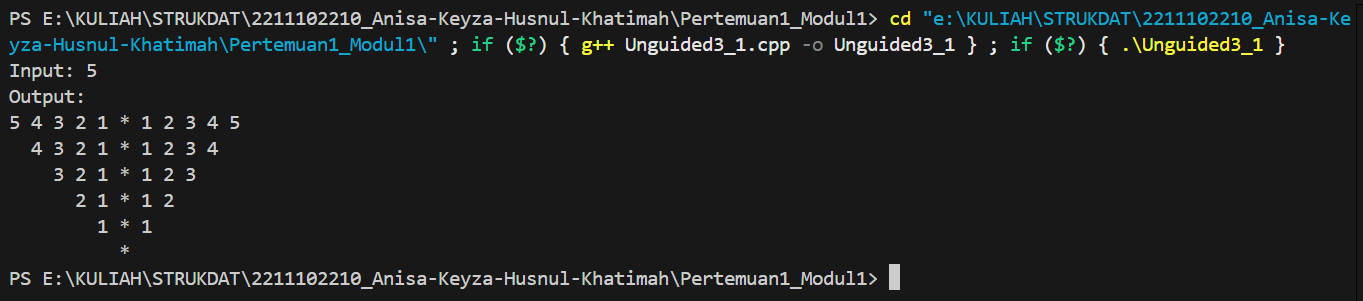 PS E:\KULIAH\STRUKDAT\2211102210_Anisa-Keyza-Husnul-Khatimah\Pertemuan1_Modul1> cd "e:\KULIAH\STRUKDAT\2211102210_Anisa-Ke
yza-Husnul-Khatimah\Pertemuan1_Modul1\" ; if ($?) { g++ Unguided3_1.cpp -o Unguided3_1 } ; if ($?) { .\Unguided3_1 }
Input: 5
Output:
5 4 3 2 1 * 1 2 3 4 5
  4 3 2 1 * 1 2 3 4
    3 2 1 * 1 2 3
      2 1 * 1 2
        1 * 1
          *
PS E:\KULIAH\STRUKDAT\2211102210_Anisa-Keyza-Husnul-Khatimah\Pertemuan1_Modul1>